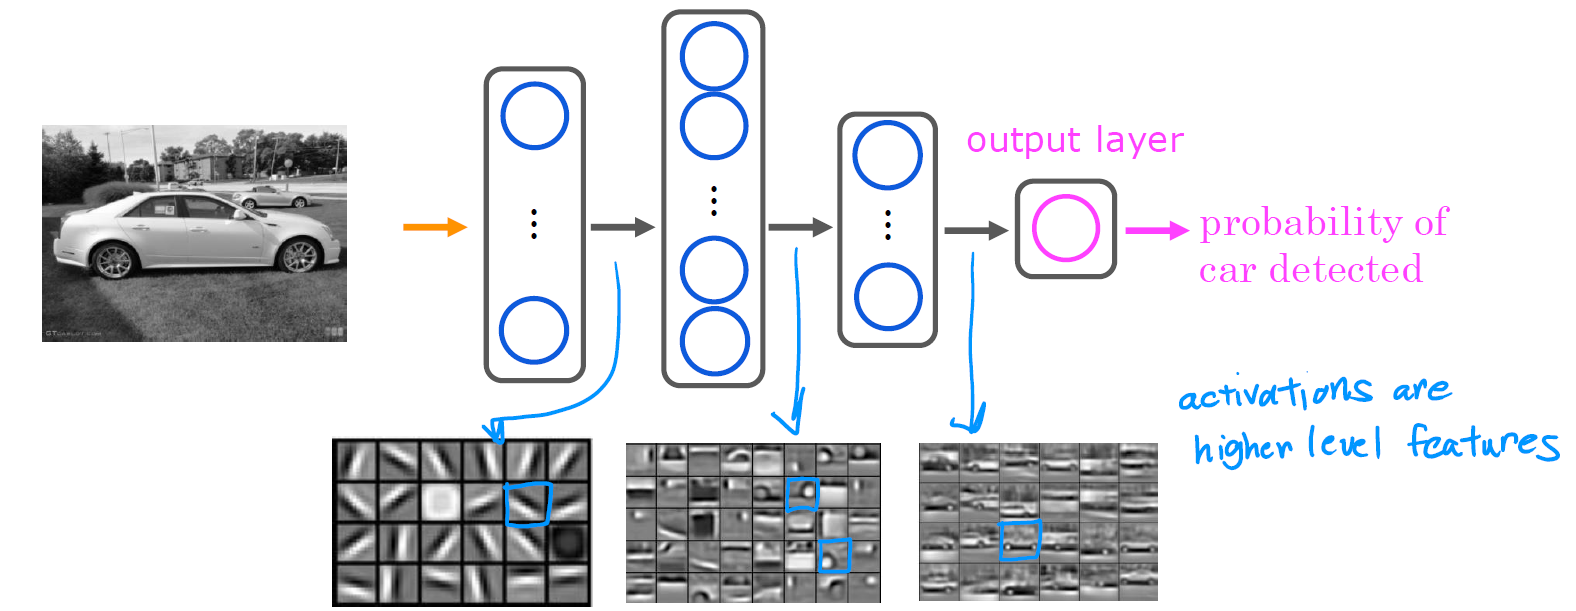 output layer
probability of
car detected
activations are
higher level features